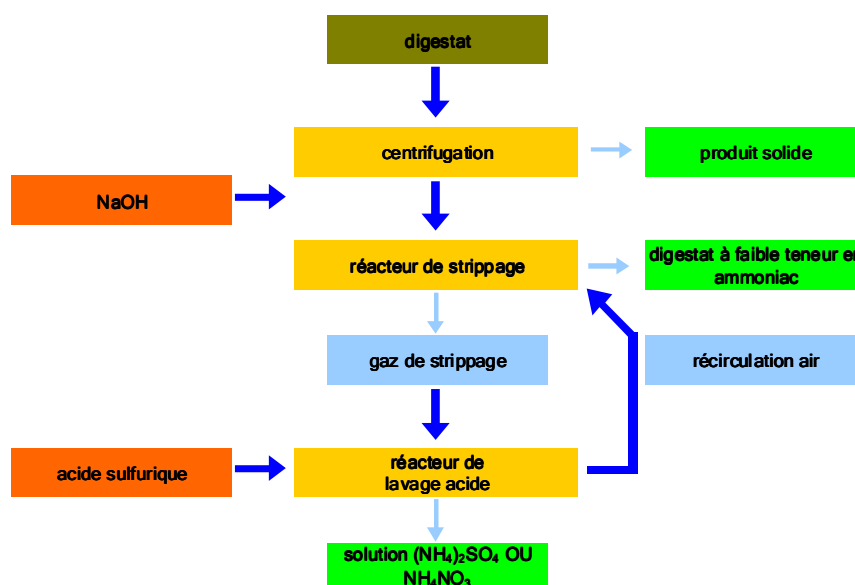 digestat
centrifugation
produit solide
NaOH
réacteur de strippage
digestat à faible teneur en
ammoniac
gaz de strippage
récirculation air
acide sulfurique
réacteur de
lavage acide
solution (NH₄)₂SO₄ OU
NH₄NO₃